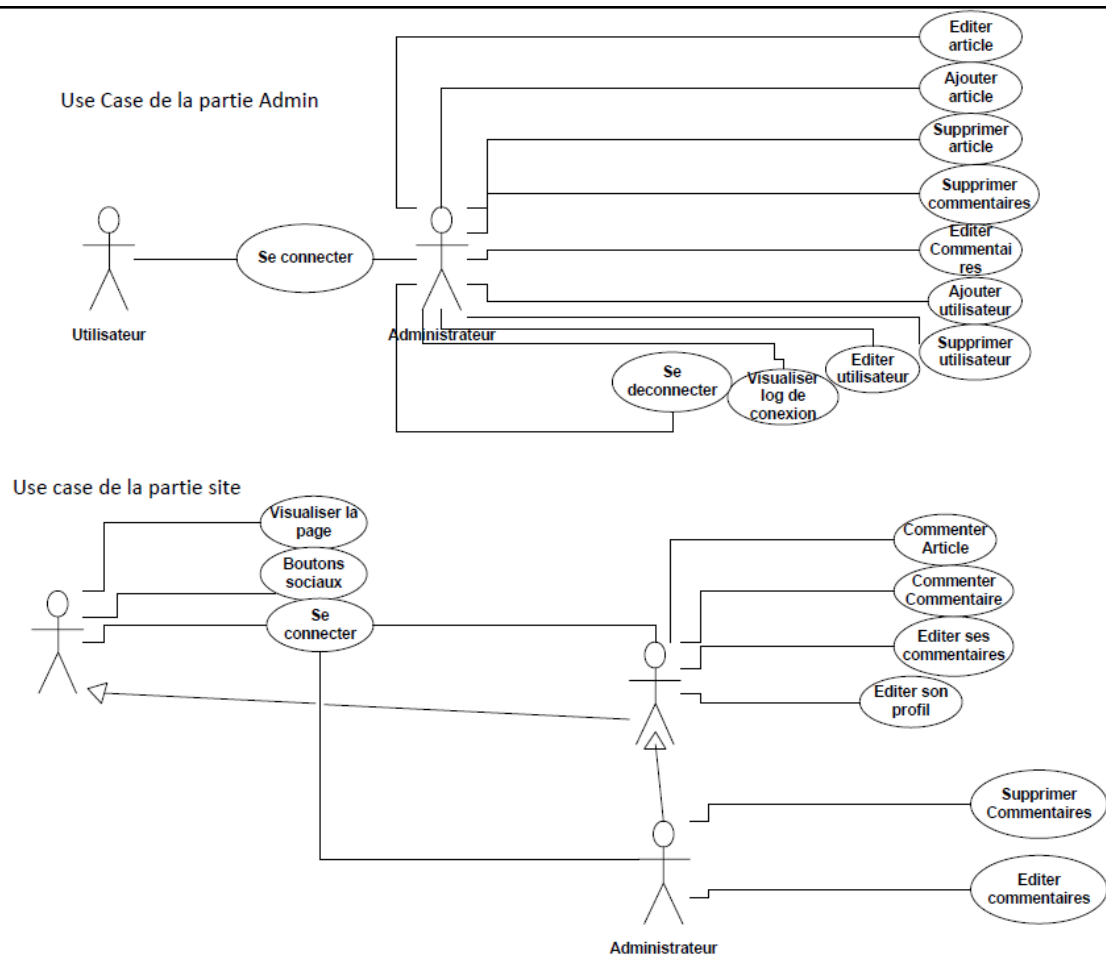 Use Case de la partie Admin
Editer
article
Ajouter
article
Supprimer
article
Supprimer
commentaires
Editer
Commentai
res
Ajouter
utilisateur
Supprimer
utilisateur
Editer
utilisateur
Visualiser
log de
conexion
Se
deconnecter
Se connecter
Utilisateur
Administrateur
Use case de la partie site
Visualiser la
page
Boutons
sociaux
Se
connecter
Commenter
Article
Commenter
Commentaire
Editer ses
commentaires
Editer son
profil
Supprimer
Commentaires
Editer
commentaires
Administrateur